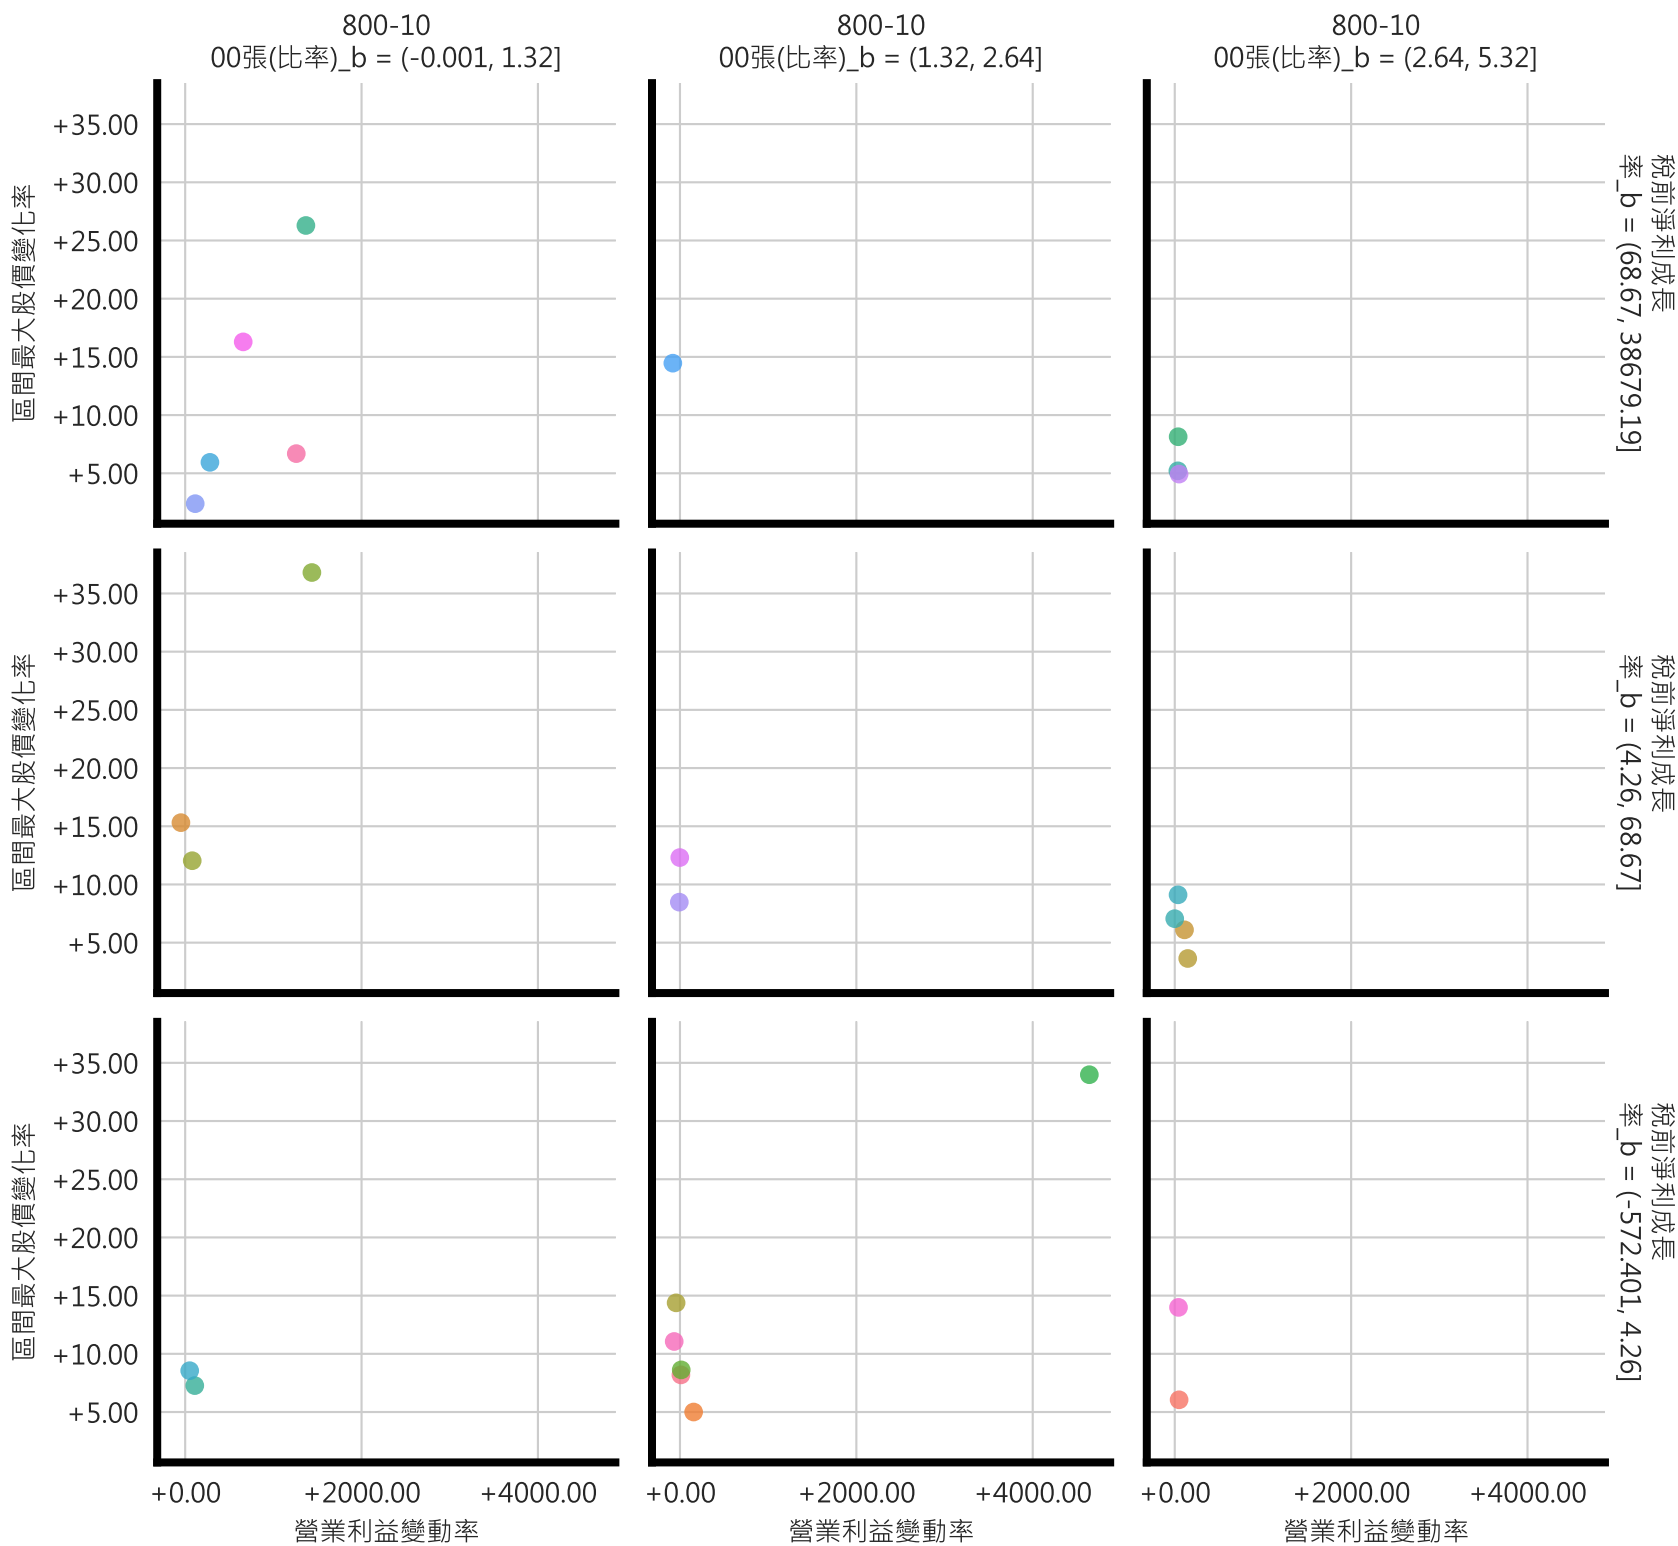 800-10
00張(比率)_b = (-0.001, 1.32]
800-10
00張(比率)_b = (1.32, 2.64]
800-10
00張(比率)_b = (2.64, 5.32]
+35.00
+30.00
+25.00
+20.00
+15.00
+10.00
+5.00
區間最大股價變化率
稅前淨利成長
率_b = (68.67, 38679.19]
+35.00
+30.00
+25.00
+20.00
+15.00
+10.00
+5.00
區間最大股價變化率
稅前淨利成長
率_b = (4.26, 68.67]
+35.00
+30.00
+25.00
+20.00
+15.00
+10.00
+5.00
區間最大股價變化率
稅前淨利成長
率_b = (-572.401, 4.26]
+0.00 +2000.00 +4000.00
+0.00 +2000.00 +4000.00
+0.00 +2000.00 +4000.00
營業利益變動率
營業利益變動率
營業利益變動率